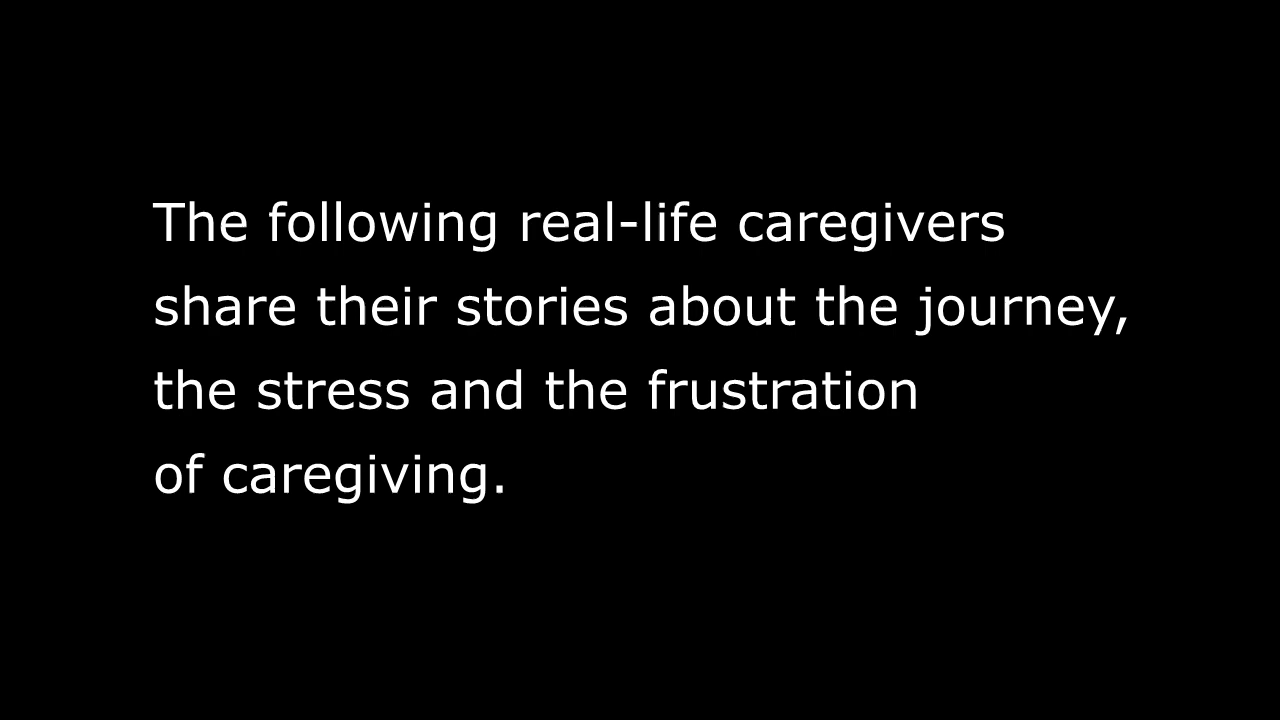 The following real-life caregivers
share their stories about the journey,
the stress and the frustration
of caregiving.